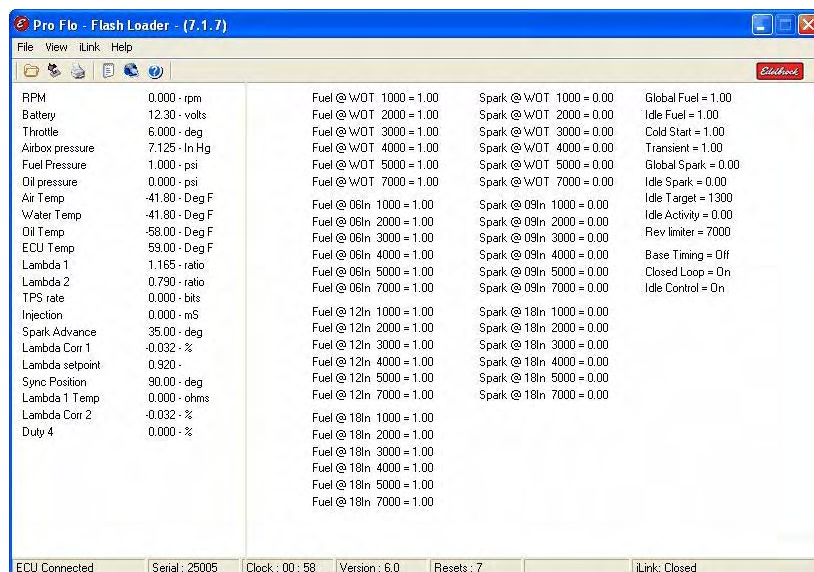 Pro Flo - Flash Loader - (7.1.7)
File View iLink Help
Edelbrock
RPM 0.000 - rpm
Battery 12.30 - volts
Throttle 6.000 - deg
Airbox pressure 7.125 - In Hg
Fuel Pressure 1.000 - psi
Oil pressure 0.000 - psi
Air Temp -41.80 - Deg F
Water Temp -41.80 - Deg F
Oil Temp -58.00 - Deg F
ECU Temp 59.00 - Deg F
Lambda 1 1.165 - ratio
Lambda 2 0.790 - ratio
TPS rate 0.000 - bits
Injection 0.000 - mS
Spark Advance 35.00 - deg
Lambda Corr 1 -0.032 - %
Lambda setpoint 0.920 -
Sync Position 90.00 - deg
Lambda 1 Temp 0.000 - ohms
Lambda Corr 2 -0.032 - %
Duty 4 0.000 - %
Fuel @ WOT 1000 = 1.00
Fuel @ WOT 2000 = 1.00
Fuel @ WOT 3000 = 1.00
Fuel @ WOT 4000 = 1.00
Fuel @ WOT 5000 = 1.00
Fuel @ WOT 7000 = 1.00
Fuel @ 06In 1000 = 1.00
Fuel @ 06In 2000 = 1.00
Fuel @ 06In 3000 = 1.00
Fuel @ 06In 4000 = 1.00
Fuel @ 06In 5000 = 1.00
Fuel @ 06In 7000 = 1.00
Fuel @ 12In 1000 = 1.00
Fuel @ 12In 2000 = 1.00
Fuel @ 12In 3000 = 1.00
Fuel @ 12In 4000 = 1.00
Fuel @ 12In 5000 = 1.00
Fuel @ 12In 7000 = 1.00
Fuel @ 18In 1000 = 1.00
Fuel @ 18In 2000 = 1.00
Fuel @ 18In 3000 = 1.00
Fuel @ 18In 4000 = 1.00
Fuel @ 18In 5000 = 1.00
Fuel @ 18In 7000 = 1.00
Spark @ WOT 1000 = 0.00
Spark @ WOT 2000 = 0.00
Spark @ WOT 3000 = 0.00
Spark @ WOT 4000 = 0.00
Spark @ WOT 5000 = 0.00
Spark @ WOT 7000 = 0.00
Spark @ 09In 1000 = 0.00
Spark @ 09In 2000 = 0.00
Spark @ 09In 3000 = 0.00
Spark @ 09In 4000 = 0.00
Spark @ 09In 5000 = 0.00
Spark @ 09In 7000 = 0.00
Spark @ 18In 1000 = 0.00
Spark @ 18In 2000 = 0.00
Spark @ 18In 3000 = 0.00
Spark @ 18In 4000 = 0.00
Spark @ 18In 5000 = 0.00
Spark @ 18In 7000 = 0.00
Global Fuel = 1.00
Idle Fuel = 1.00
Cold Start = 1.00
Transient = 1.00
Global Spark = 0.00
Idle Spark = 0.00
Idle Target = 1300
Idle Activity = 0.00
Rev limiter = 7000
Base Timing = Off
Closed Loop = On
Idle Control = On
ECU Connected Serial : 25005 Clock : 00 : 58 Version : 6.0 Resets : 7 iLink: Closed